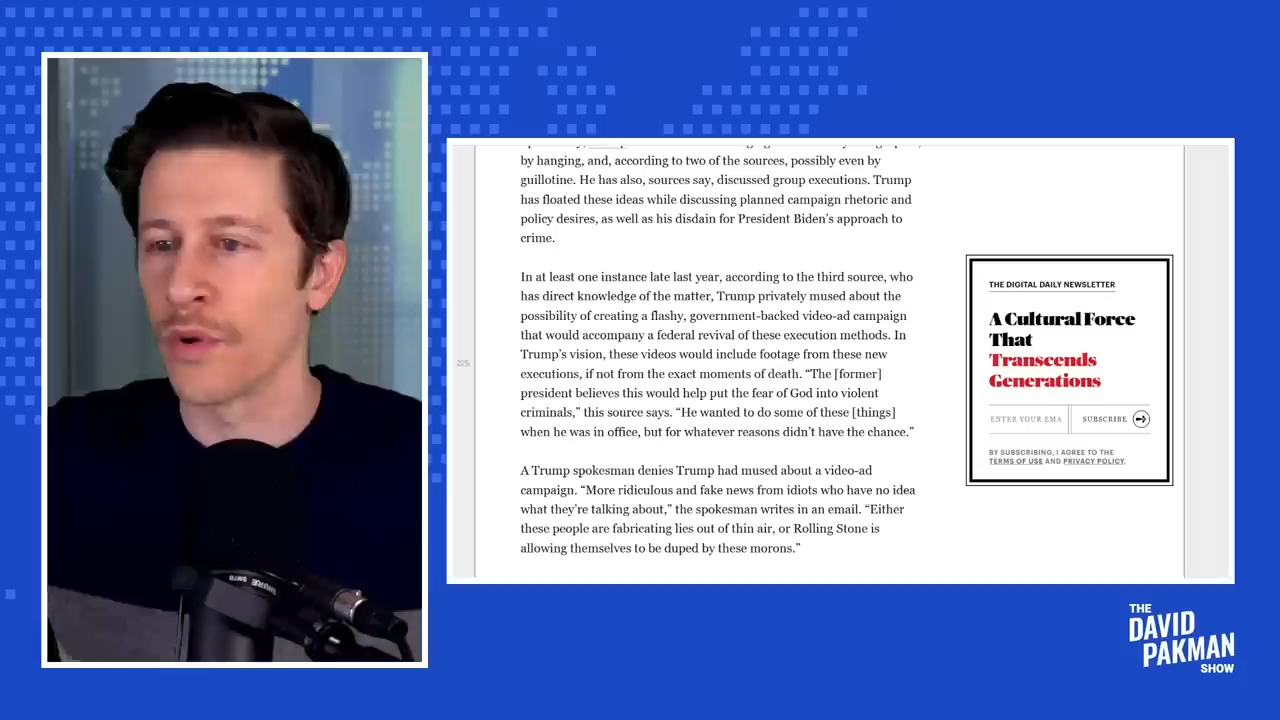 by hanging, and, according to two of the sources, possibly even by
guillotine. He has also, sources say, discussed group executions. Trump
has floated these ideas while discussing planned campaign rhetoric and
policy desires, as well as his disdain for President Biden’s approach to
crime.
In at least one instance late last year, according to the third source, who
has direct knowledge of the matter, Trump privately mused about the
possibility of creating a flashy, government-backed video-ad campaign
that would accompany a federal revival of these execution methods. In
Trump’s vision, these videos would include footage from these new
executions, if not from the exact moments of death. “The [former]
president believes this would help put the fear of God into violent
criminals,” this source says. “He wanted to do some of these [things]
when he was in office, but for whatever reasons didn’t have the chance.”
A Trump spokesman denies Trump had mused about a video-ad
campaign. “More ridiculous and fake news from idiots who have no idea
what they’re talking about,” the spokesman writes in an email. “Either
these people are fabricating lies out of thin air, or Rolling Stone is
allowing themselves to be duped by these morons.”
20%
THE DIGITAL DAILY NEWSLETTER
A Cultural Force
That
Transcends
Generations
ENTER YOUR EMA
SUBSCRIBE
BY SUBSCRIBING, I AGREE TO THE
TERMS OF USE AND PRIVACY POLICY.
SHURE SM7B
THE
DAVID
PAKMAN
SHOW